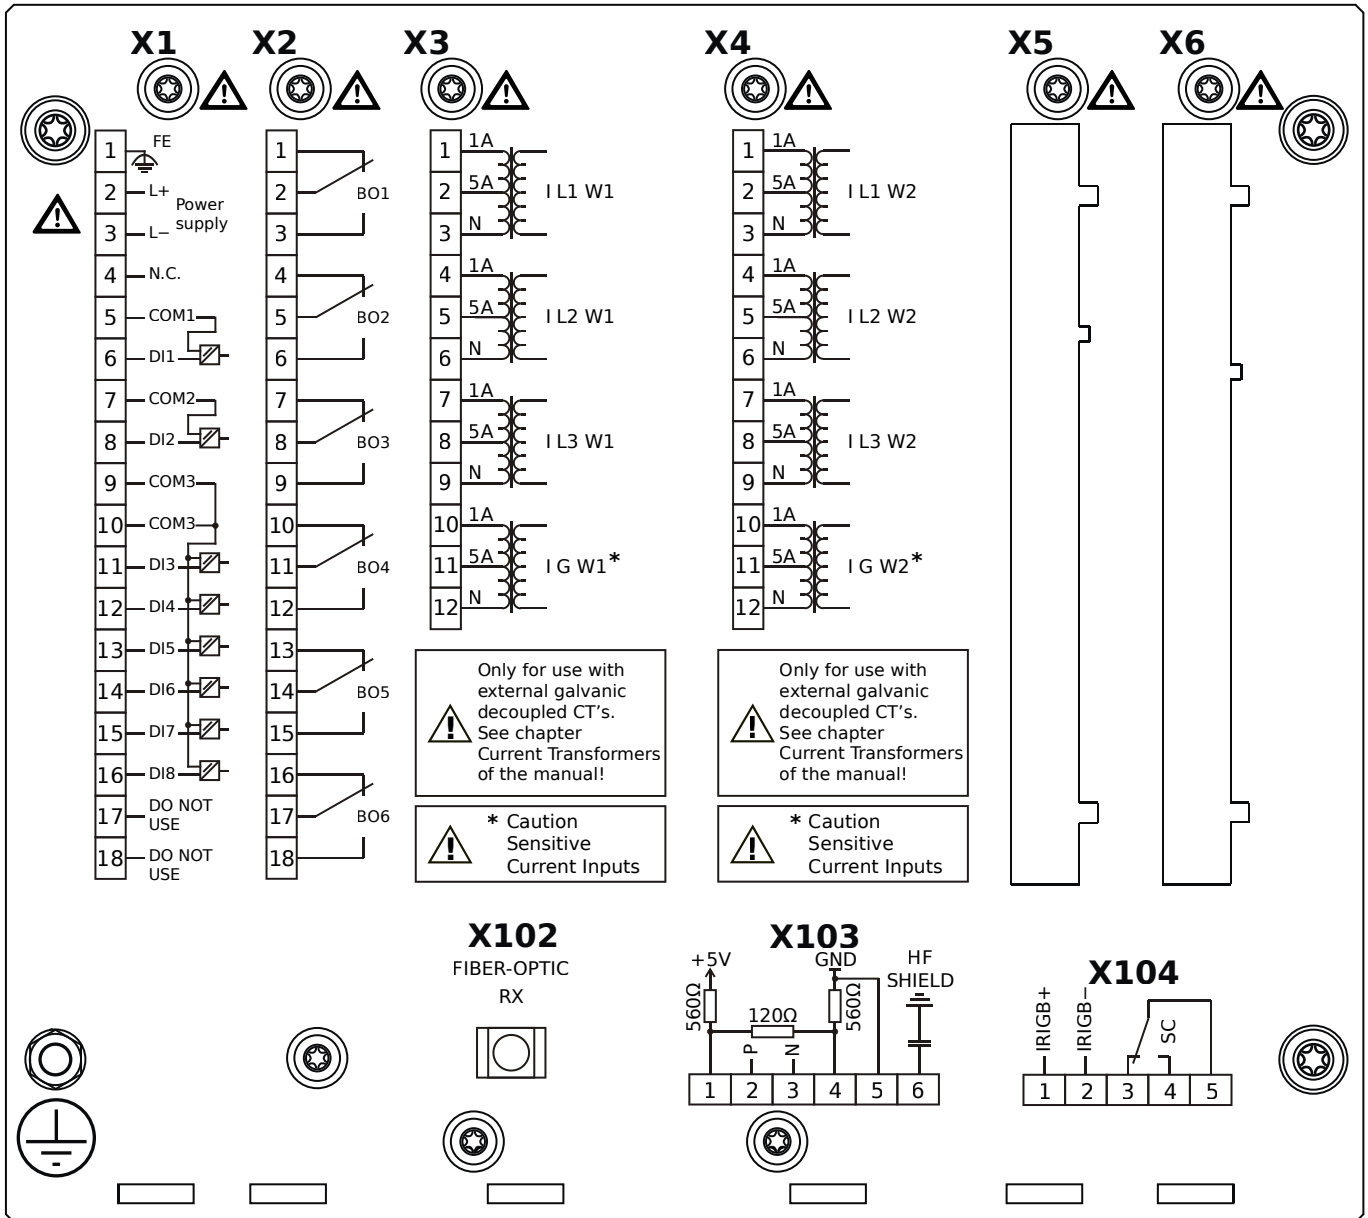 X1
X2
X3
X4
X5
X6
1
FE
2
L+
Power
supply
3
L−
4
N.C.
5
COM1
6
DI1
7
COM2
8
DI2
9
COM3
10
COM3
11
DI3
12
DI4
13
DI5
14
DI6
15
DI7
16
DI8
17
DO NOT
USE
18
DO NOT
USE
1
2
BO1
3
4
5
BO2
6
7
8
BO3
9
10
11
BO4
12
13
14
BO5
15
16
17
BO6
18
1
1A
2
5A
I L1 W1
3
N
4
1A
5
5A
I L2 W1
6
N
7
1A
8
5A
I L3 W1
9
N
10
1A
11
5A
I G W1*
12
N
Only for use with
external galvanic
decoupled CT's.
See chapter
Current Transformers
of the manual!
* Caution
Sensitive
Current Inputs
1
1A
2
5A
I L1 W2
3
N
4
1A
5
5A
I L2 W2
6
N
7
1A
8
5A
I L3 W2
9
N
10
1A
11
5A
I G W2*
12
N
Only for use with
external galvanic
decoupled CT's.
See chapter
Current Transformers
of the manual!
* Caution
Sensitive
Current Inputs
X102
FIBER-OPTIC
RX
X103
+5V
GND
HF
SHIELD
560Ω
120Ω
560Ω
P
N
1
2
3
4
5
6
X104
IRIGB+
IRIGB−
SC
1
2
3
4
5